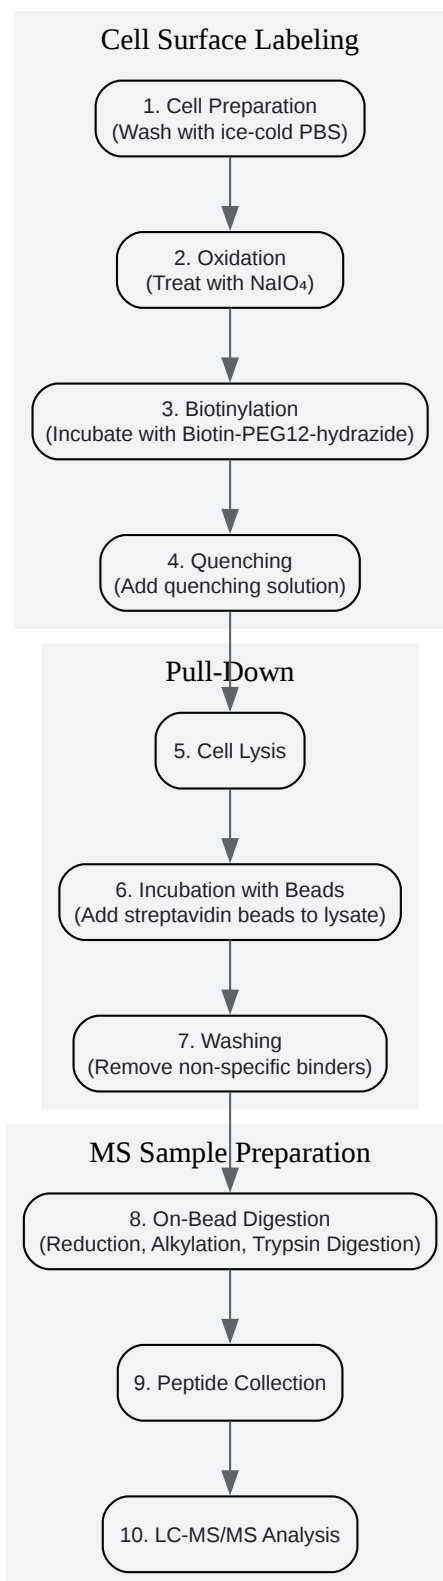 Cell Surface Labeling
1. Cell Preparation
(Wash with ice-cold PBS)
2. Oxidation
(Treat with NaIO₄)
3. Biotinylation
(Incubate with Biotin-PEG12-hydrazide)
4. Quenching
(Add quenching solution)
Pull-Down
5. Cell Lysis
6. Incubation with Beads
(Add streptavidin beads to lysate)
7. Washing
(Remove non-specific binders)
MS Sample Preparation
8. On-Bead Digestion
(Reduction, Alkylation, Trypsin Digestion)
9. Peptide Collection
10. LC-MS/MS Analysis